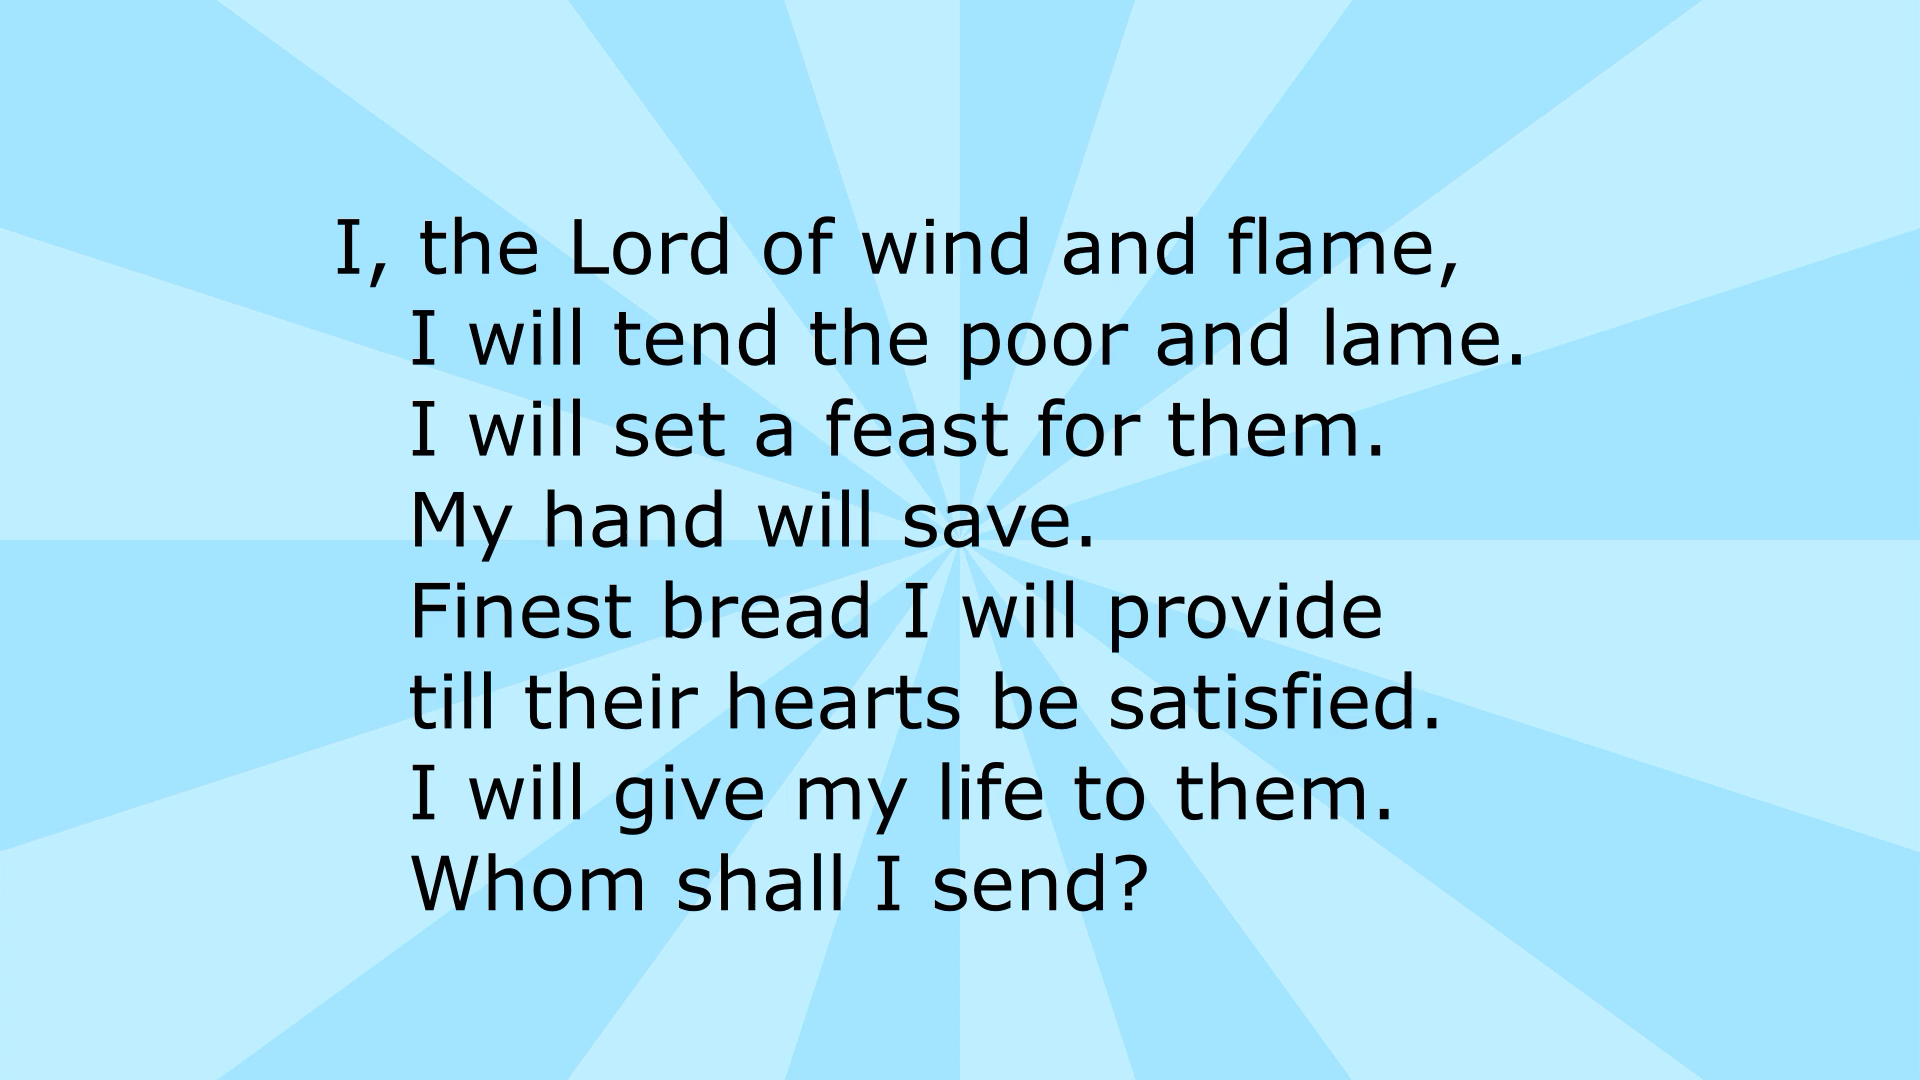 I, the Lord of wind and flame,
I will tend the poor and lame.
I will set a feast for them.
My hand will save.
Finest bread I will provide
till their hearts be satisfied.
I will give my life to them.
Whom shall I send?